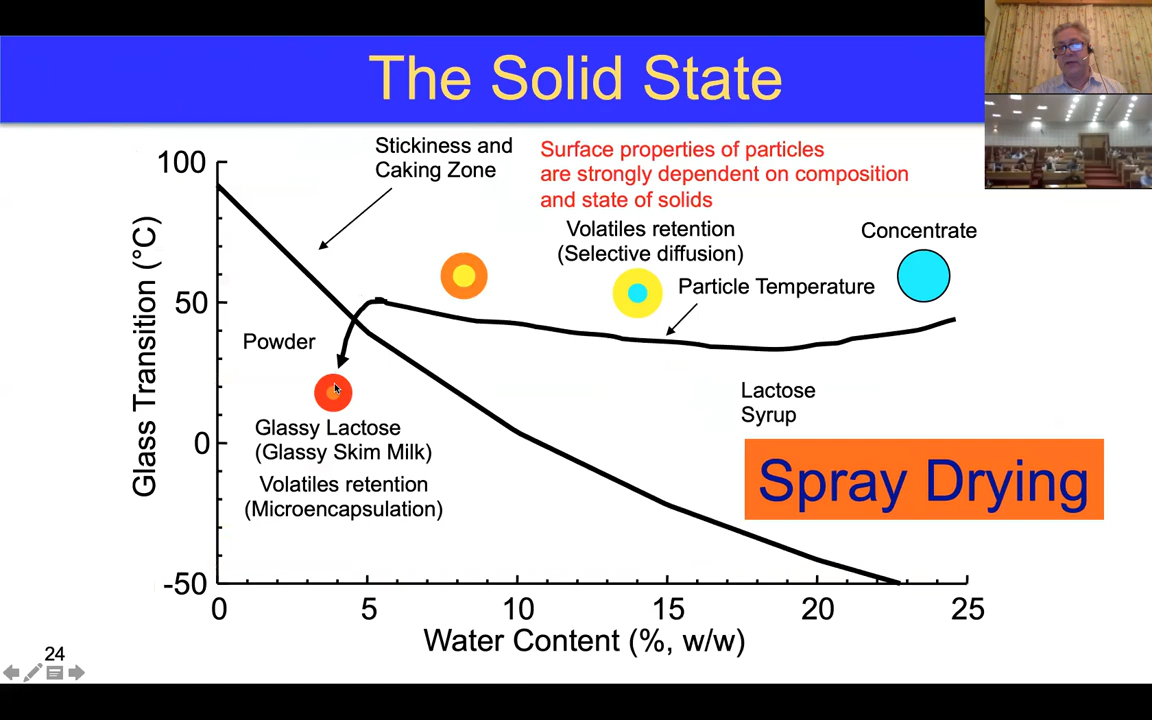 The Solid State
Stickiness and
Caking Zone
Surface properties of particles
are strongly dependent on composition
and state of solids
Volatiles retention
(Selective diffusion)
Concentrate
Particle Temperature
Powder
Glassy Lactose
(Glassy Skim Milk)
Volatiles retention
(Microencapsulation)
Lactose
Syrup
Spray Drying
Glass Transition (°C)
100
50
0
-50
0 5 10 15 20 25
Water Content (%, w/w)
24